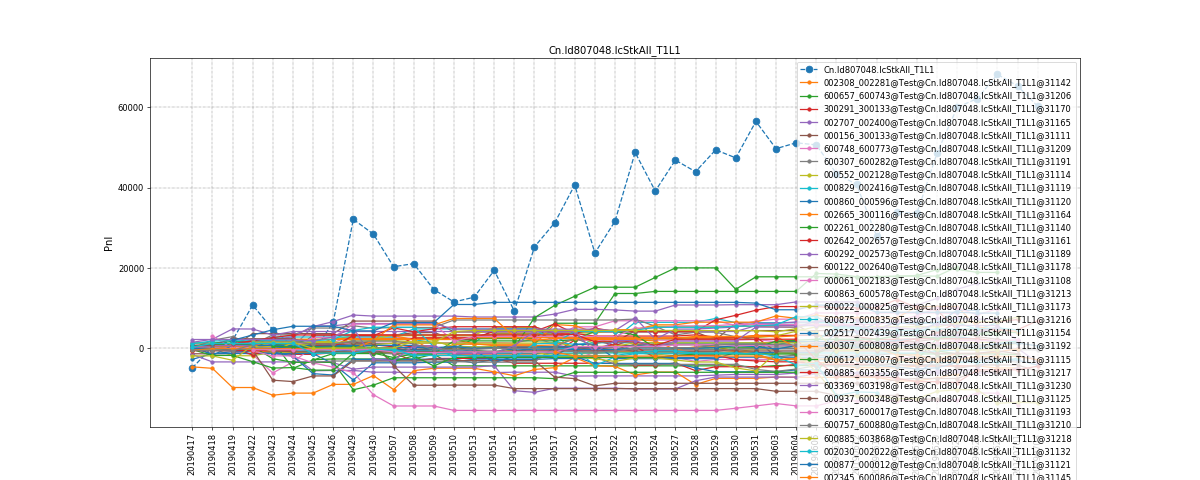 Cn.Id807048.IcStkAll_T1L1
Pnl
60000
40000
20000
0
20190417
20190418
20190419
20190422
20190423
20190424
20190425
20190426
20190429
20190430
20190507
20190508
20190509
20190510
20190513
20190514
20190515
20190516
20190517
20190520
20190521
20190522
20190523
20190524
20190527
20190528
20190529
20190530
20190531
20190603
20190604
Cn.Id807048.IcStkAll_T1L1
002308_002281@Test@Cn.Id807048.IcStkAll_T1L1@31142
600657_600743@Test@Cn.Id807048.IcStkAll_T1L1@31206
300291_300133@Test@Cn.Id807048.IcStkAll_T1L1@31170
002707_002400@Test@Cn.Id807048.IcStkAll_T1L1@31165
000156_300133@Test@Cn.Id807048.IcStkAll_T1L1@31111
600748_600773@Test@Cn.Id807048.IcStkAll_T1L1@31209
600307_600282@Test@Cn.Id807048.IcStkAll_T1L1@31191
000552_002128@Test@Cn.Id807048.IcStkAll_T1L1@31114
000829_002416@Test@Cn.Id807048.IcStkAll_T1L1@31119
000860_000596@Test@Cn.Id807048.IcStkAll_T1L1@31120
002665_300116@Test@Cn.Id807048.IcStkAll_T1L1@31164
002261_002280@Test@Cn.Id807048.IcStkAll_T1L1@31140
002642_002657@Test@Cn.Id807048.IcStkAll_T1L1@31161
600292_002573@Test@Cn.Id807048.IcStkAll_T1L1@31189
600122_002640@Test@Cn.Id807048.IcStkAll_T1L1@31178
000061_002183@Test@Cn.Id807048.IcStkAll_T1L1@31108
600863_600578@Test@Cn.Id807048.IcStkAll_T1L1@31213
600022_000825@Test@Cn.Id807048.IcStkAll_T1L1@31173
600875_600835@Test@Cn.Id807048.IcStkAll_T1L1@31216
002517_002439@Test@Cn.Id807048.IcStkAll_T1L1@31154
600307_600808@Test@Cn.Id807048.IcStkAll_T1L1@31192
000612_000807@Test@Cn.Id807048.IcStkAll_T1L1@31115
600885_603355@Test@Cn.Id807048.IcStkAll_T1L1@31217
603369_603198@Test@Cn.Id807048.IcStkAll_T1L1@31230
000937_600348@Test@Cn.Id807048.IcStkAll_T1L1@31125
600317_600017@Test@Cn.Id807048.IcStkAll_T1L1@31193
600757_600880@Test@Cn.Id807048.IcStkAll_T1L1@31210
600885_603868@Test@Cn.Id807048.IcStkAll_T1L1@31218
002030_002022@Test@Cn.Id807048.IcStkAll_T1L1@31132
000877_000012@Test@Cn.Id807048.IcStkAll_T1L1@31121
002345_600086@Test@Cn.Id807048.IcStkAll_T1L1@31145